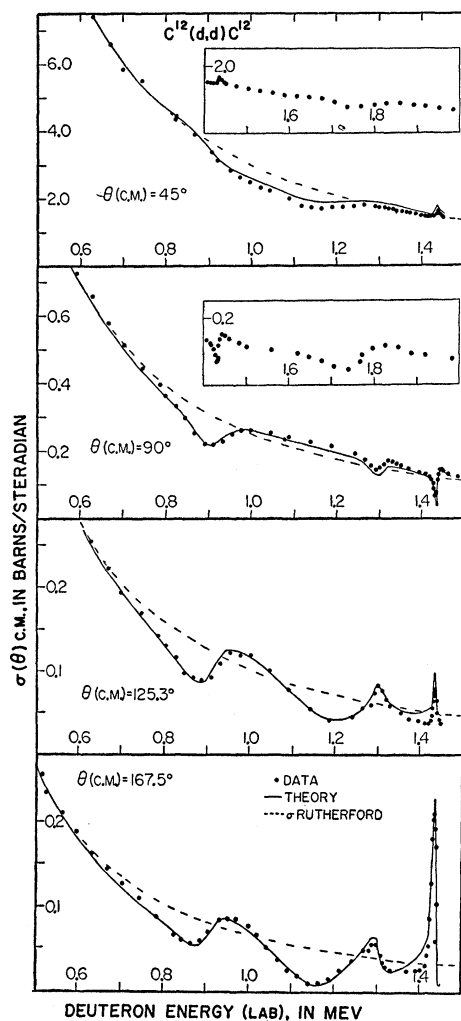 C¹²(d,d)C¹²
6.0
4.0
2.0
2.0
1.6 1.8
θ(C.M.)=45°
0.6 0.8 1.0 1.2 1.4
0.6
0.4
0.2
0.2
1.6 1.8
θ(C.M.)=90°
0.6 0.8 1.0 1.2 1.4
0.2
0.1
θ(C.M.)=125.3°
0.6 0.8 1.0 1.2 1.4
θ(C.M.)=167.5°
• DATA
— THEORY
---- σ RUTHERFORD
0.2
0.1
0.6 0.8 1.0 1.2 1.4
σ(θ) C.M., IN BARNS/STERADIAN
DEUTERON ENERGY (LAB), IN MEV